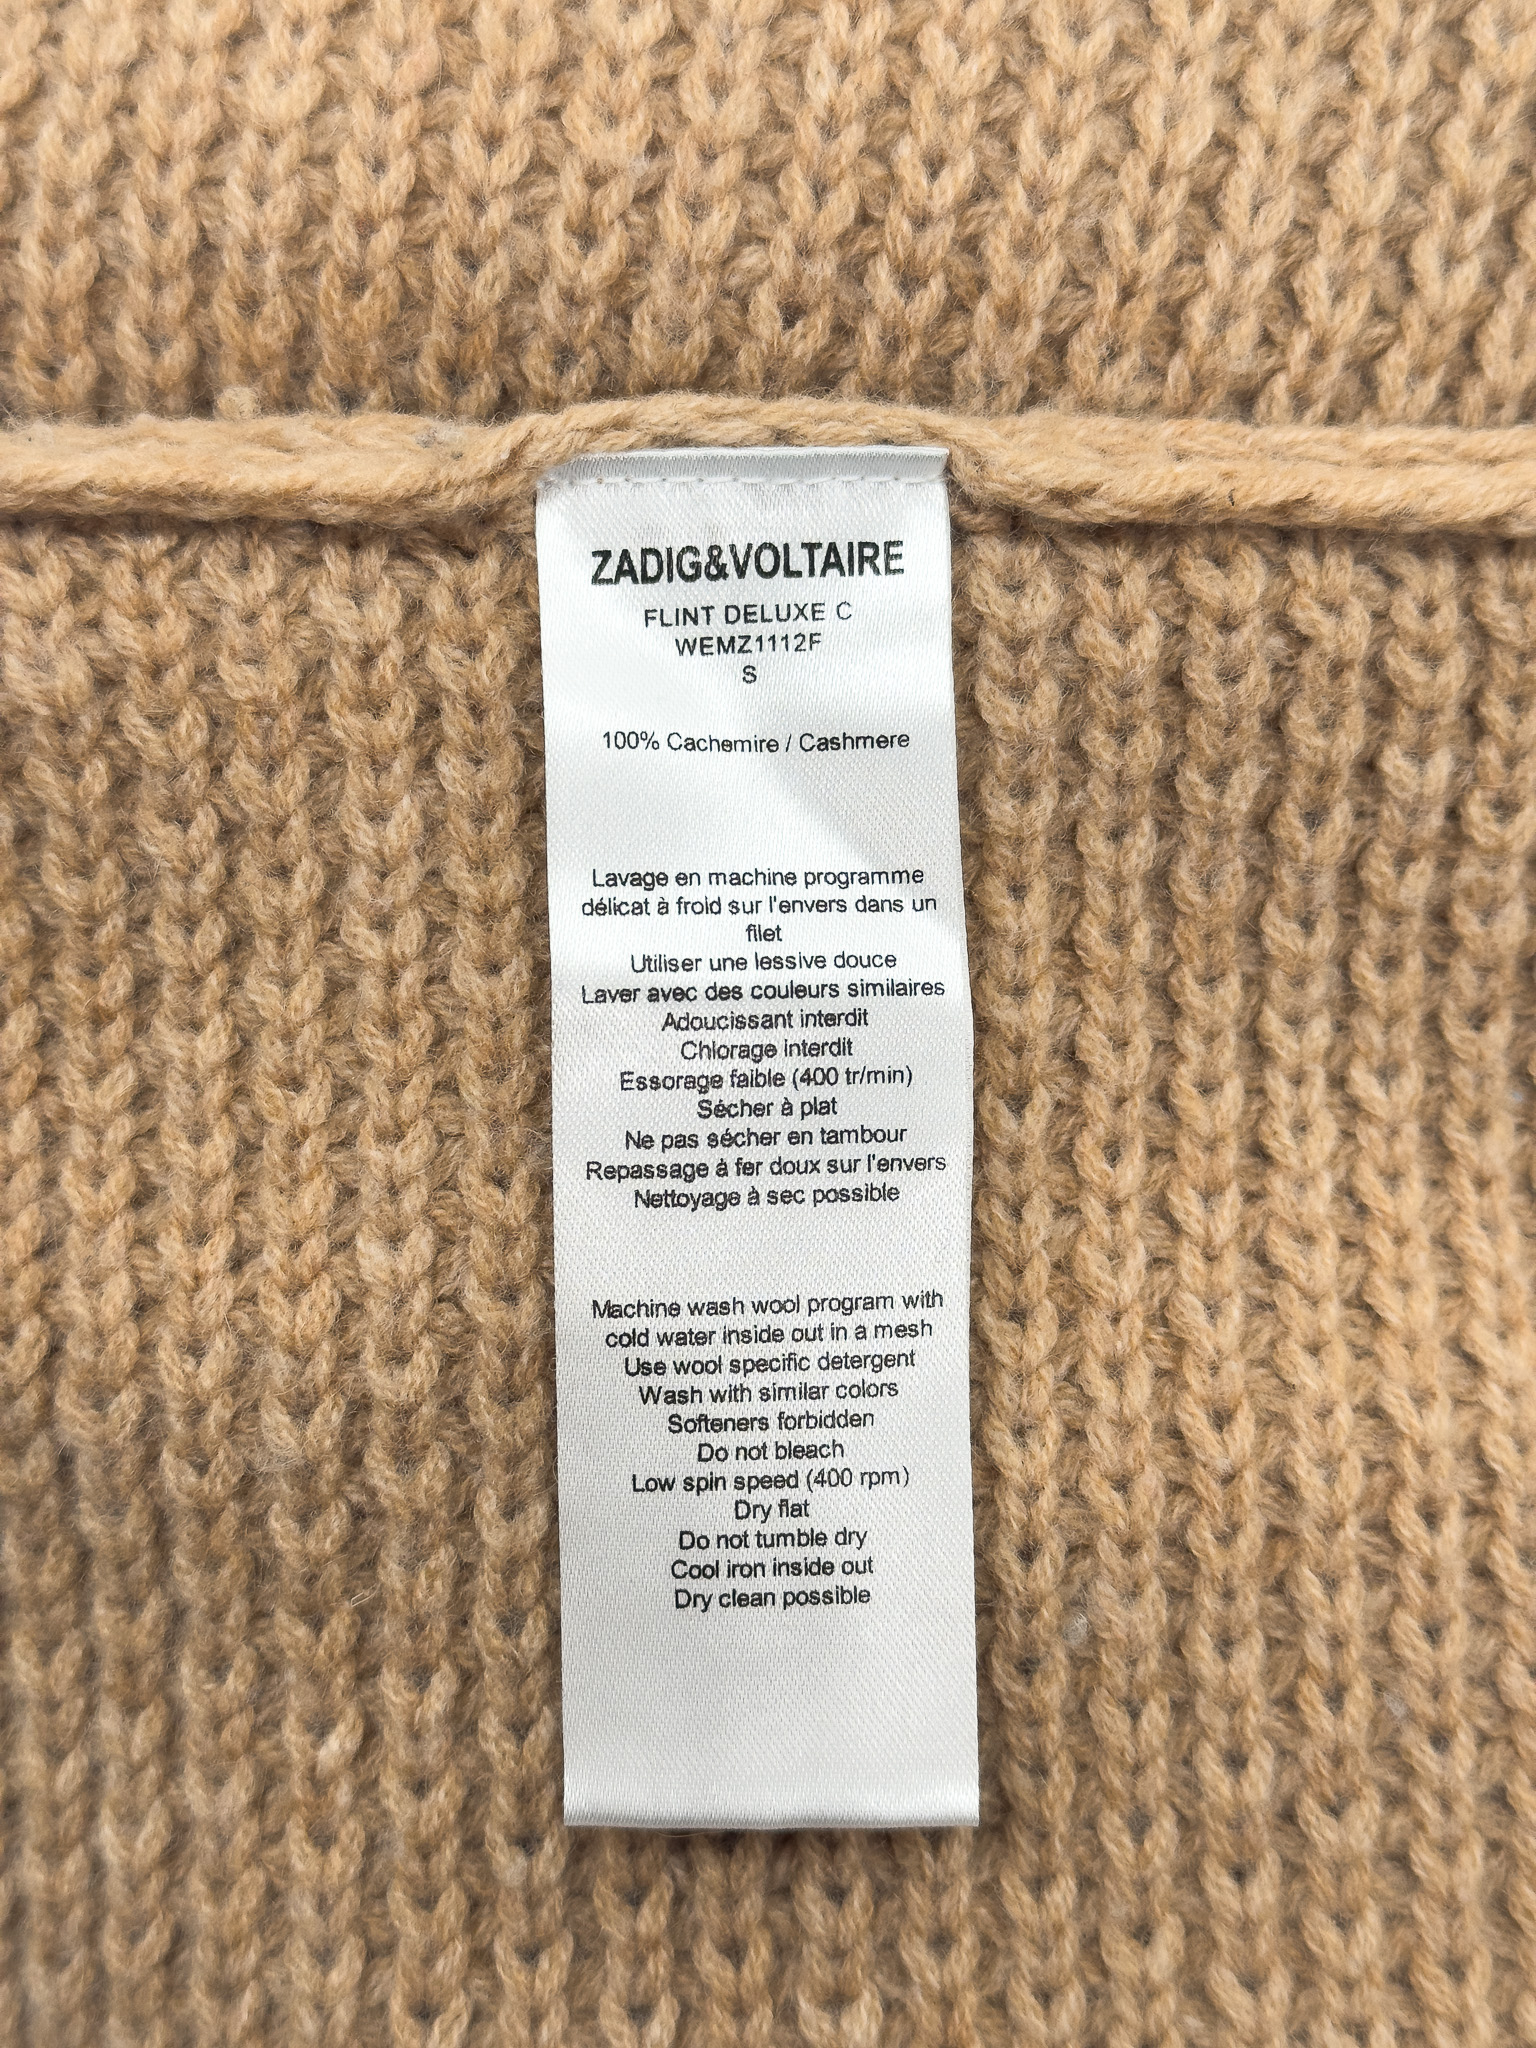 ZADIG&VOLTAIRE
FLINT DELUXE C
WEMZ1112F
S
100% Cachemire / Cashmere
Lavage en machine programme
délicat à froid sur l'envers dans un
filet
Utiliser une lessive douce
Laver avec des couleurs similaires
Adoucissant interdit
Chlorage interdit
Essorage faible (400 tr/min)
Sécher à plat
Ne pas sécher en tambour
Repassage à fer doux sur l'envers
Nettoyage à sec possible
Machine wash wool program with
cold water inside out in a mesh
Use wool specific detergent
Wash with similar colors
Softeners forbidden
Do not bleach
Low spin speed (400 rpm)
Dry flat
Do not tumble dry
Cool iron inside out
Dry clean possible